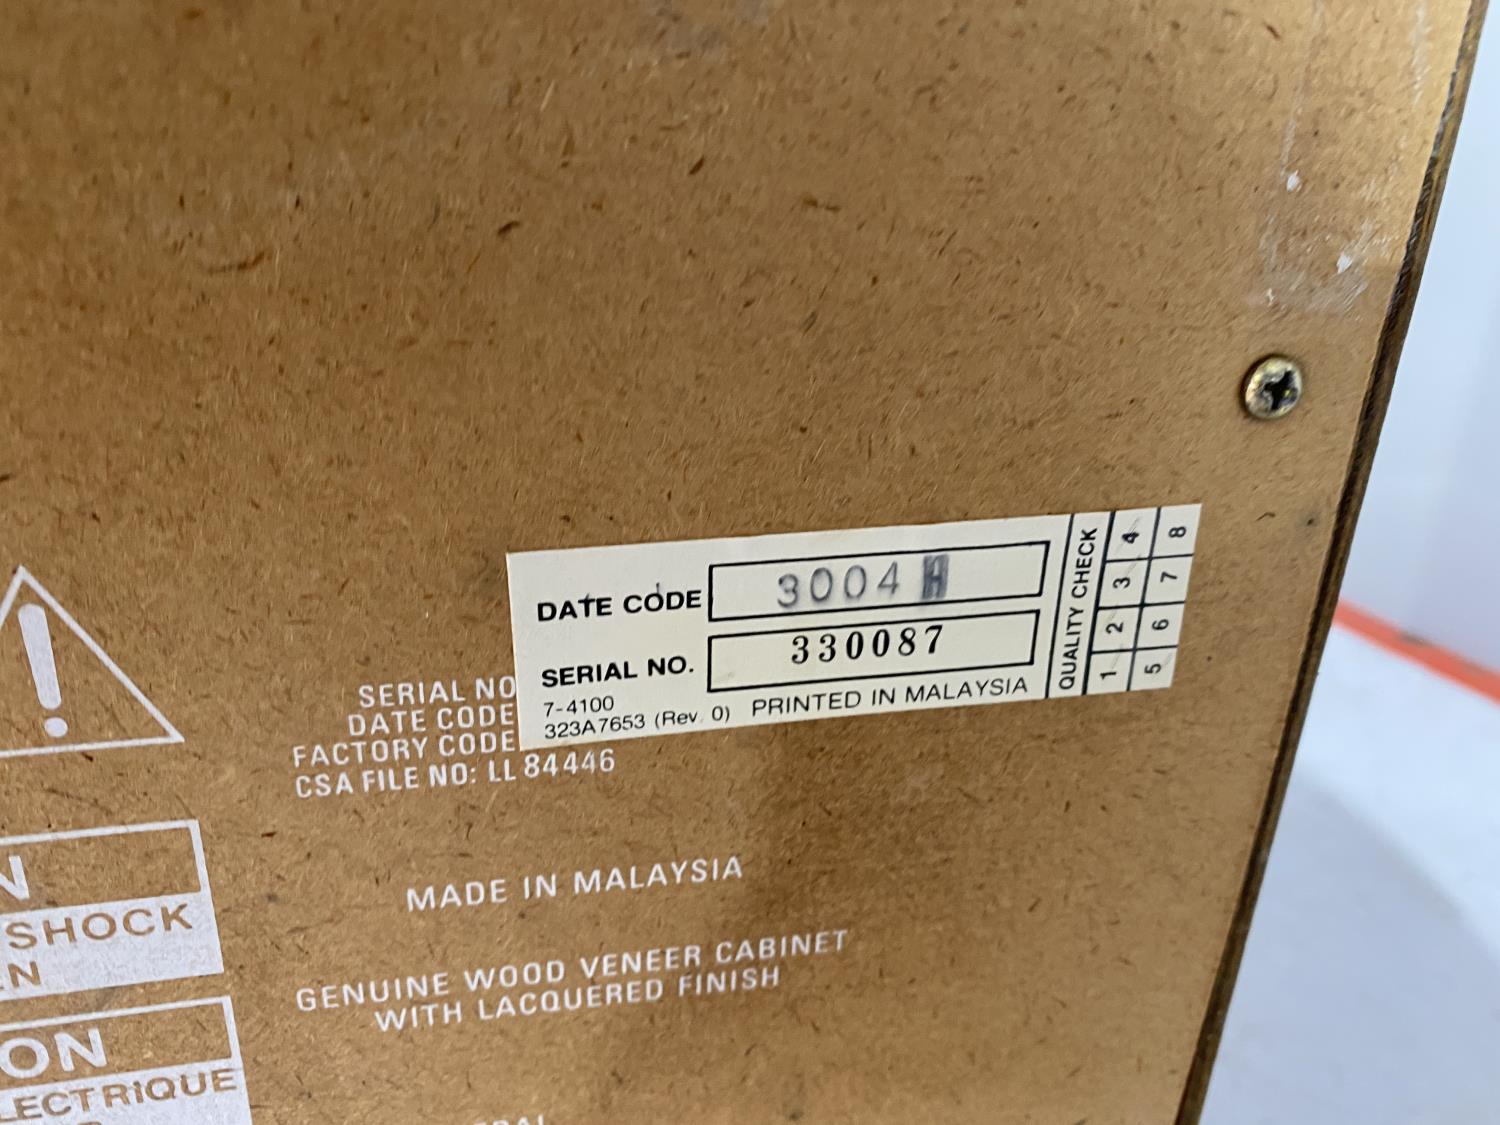 DATE CODE 3004
SERIAL NO. 330087
7-4100
323A7653 (Rev. 0) PRINTED IN MALAYSIA
QUALITY CHECK
1 2 3 4
5 6 7 8
SERIAL NO
DATE CODE
FACTORY CODE
CSA FILE NO: LL 84446
MADE IN MALAYSIA
GENUINE WOOD VENEER CABINET
WITH LACQUERED FINISH
!
N
SHOCK
ON
LECTRIQUE